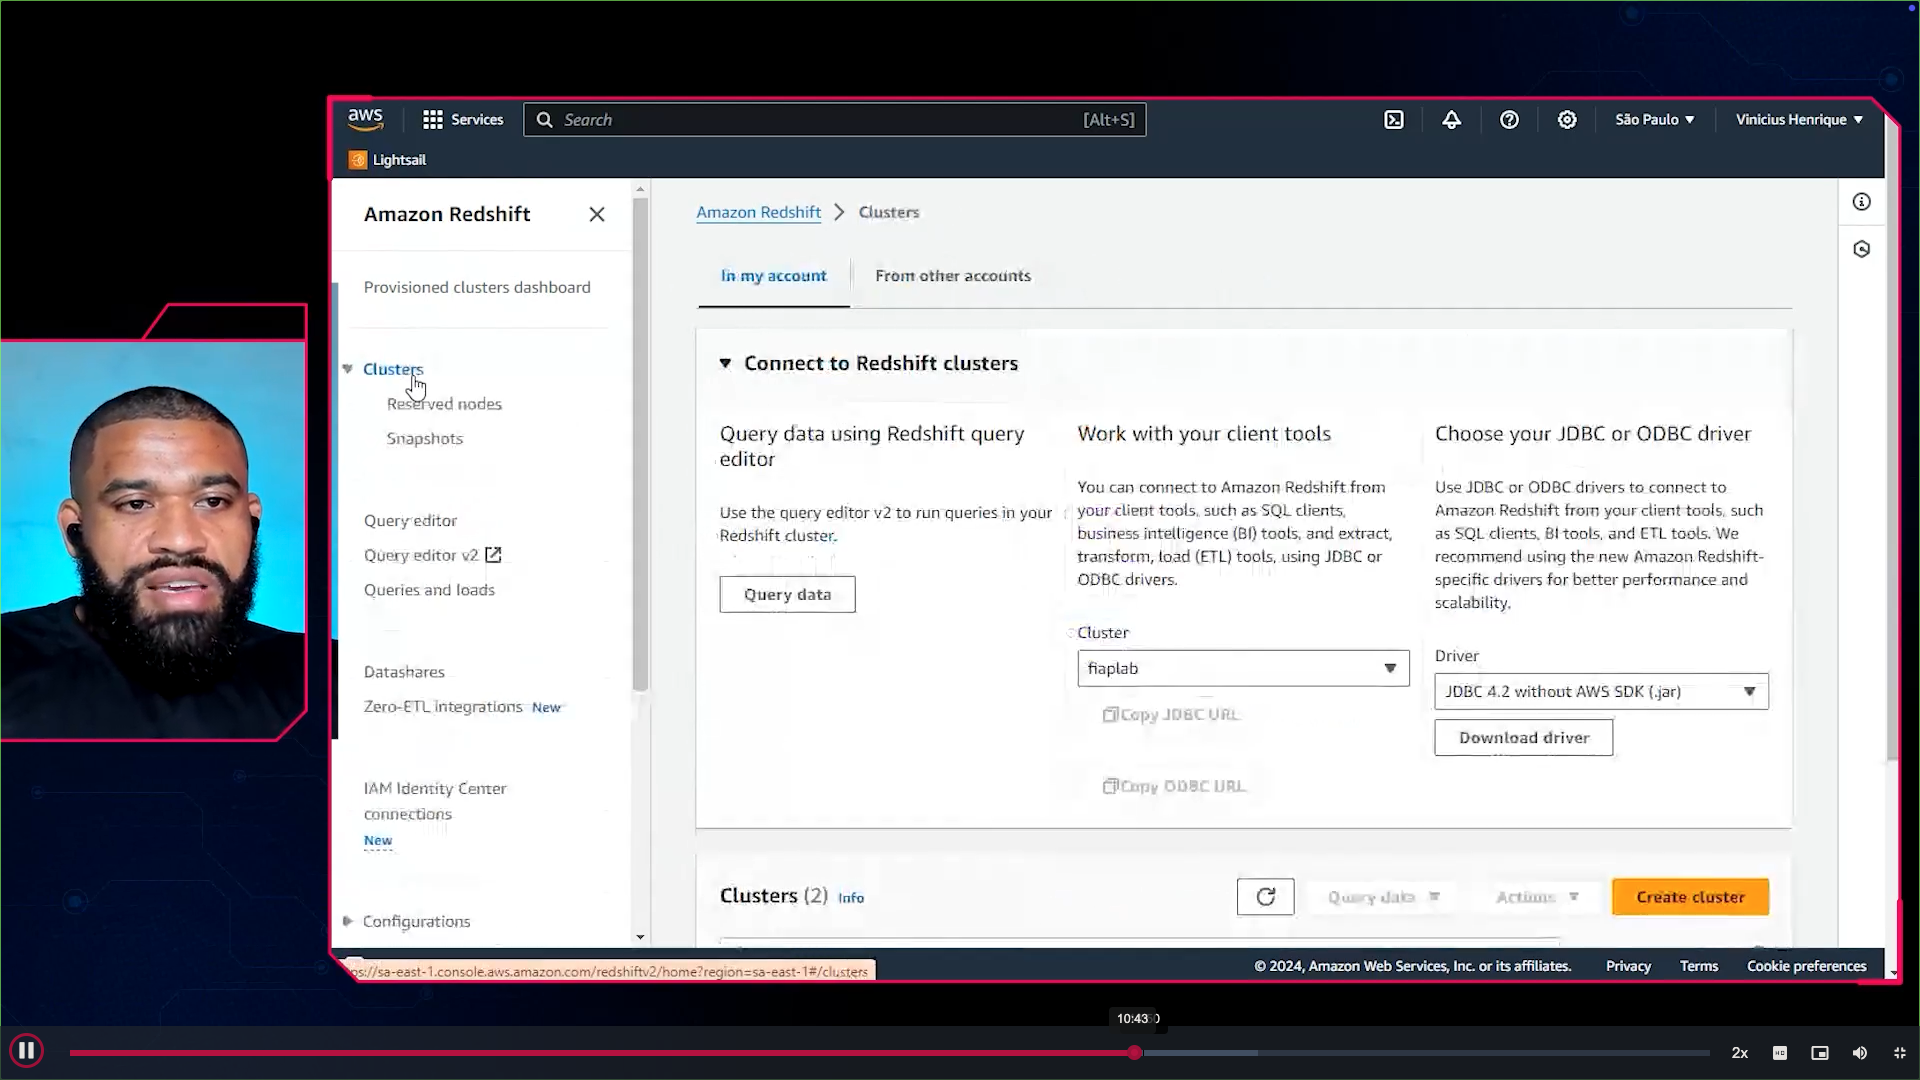 aws
Services
Search
[Alt+S]
São Paulo
Vinicius Henrique
Lightsail
Amazon Redshift
Provisioned clusters dashboard
Clusters
Reserved nodes
Snapshots
Query editor
Query editor v2
Queries and loads
Datashares
Zero-ETL integrations New
IAM Identity Center
connections
New
Configurations
Amazon Redshift > Clusters
In my account
From other accounts
Connect to Redshift clusters
Query data using Redshift query
editor
Use the query editor v2 to run queries in your
Redshift cluster.
Query data
Work with your client tools
You can connect to Amazon Redshift from
your client tools, such as SQL clients,
business intelligence (BI) tools, and extract,
transform, load (ETL) tools, using JDBC or
ODBC drivers.
Cluster
fiaplab
Copy JDBC URL
Copy ODBC URL
Choose your JDBC or ODBC driver
Use JDBC or ODBC drivers to connect to
Amazon Redshift from your client tools, such
as SQL clients, BI tools, and ETL tools. We
recommend using the new Amazon Redshift-
specific drivers for better performance and
scalability.
Driver
JDBC 4.2 without AWS SDK (.jar)
Download driver
Clusters (2) Info
Query data
Actions
Create cluster
ps://sa-east-1.console.aws.amazon.com/redshiftv2/home?region=sa-east-1#/clusters
© 2024, Amazon Web Services, Inc. or its affiliates.
Privacy
Terms
Cookie preferences
10:43
2x
HD